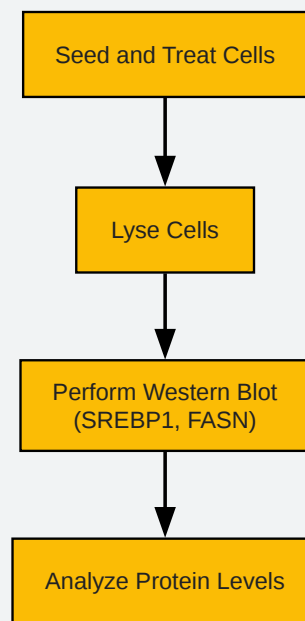 Seed and Treat Cells
Lyse Cells
Perform Western Blot
(SREBP1, FASN)
Analyze Protein Levels